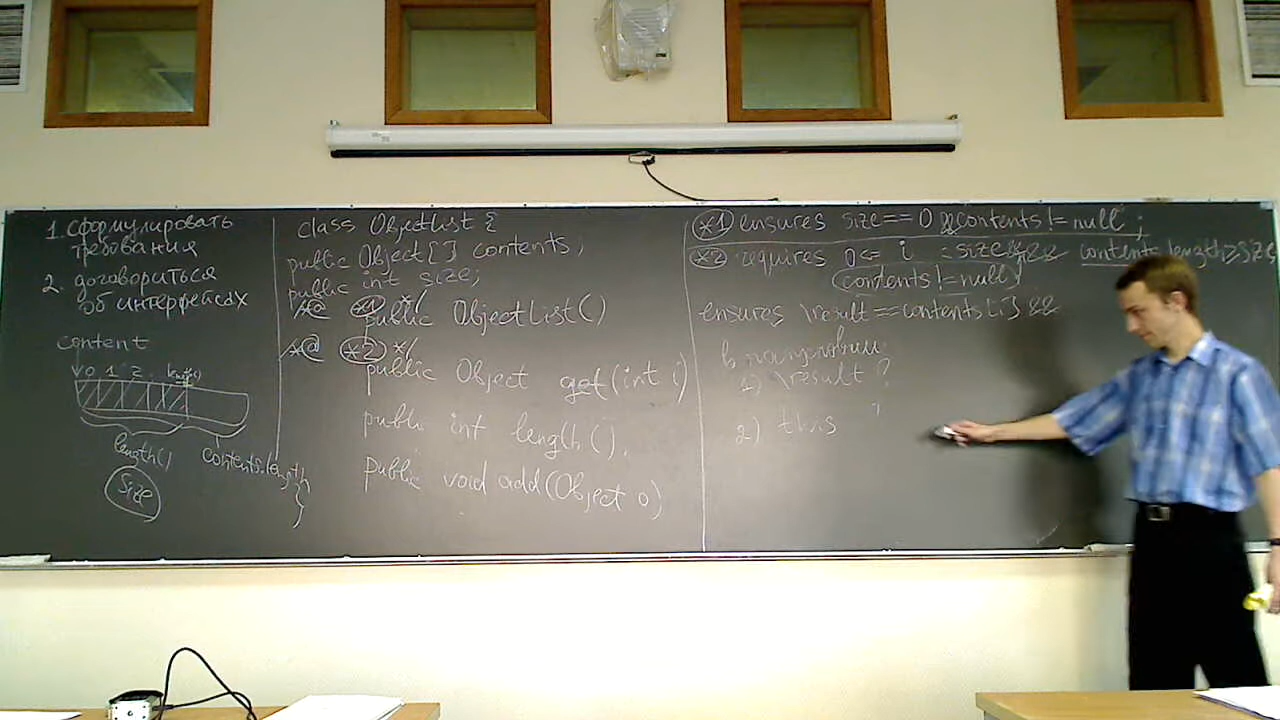 1. сформулировать
требования
2. договориться
об интерфейсах
content
0 1 2
length()
contents.length
size
class ObjectList {
public Object[] contents;
public int size;
/*@ *1 */
public ObjectList()
*@ *2 */
public Object get(int i)
public int length();
public void add(Object o)
}
*1 ensures size==0 && contents != null;
*2 requires 0<= i size && contents.length>=size
(contents != null)
ensures \result==contents[i] &&
в постусловии
1) \result ?
2) this ?